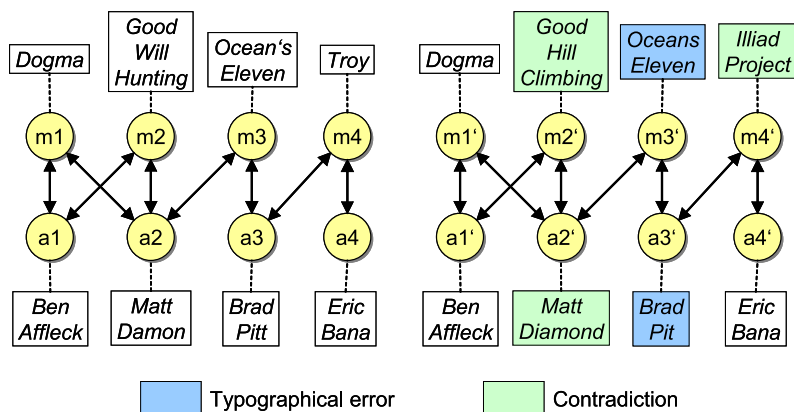 Dogma
Good
Will
Hunting
Ocean‘s
Eleven
Troy
m1
m2
m3
m4
a1
a2
a3
a4
Ben
Affleck
Matt
Damon
Brad
Pitt
Eric
Bana
Dogma
Good
Hill
Climbing
Oceans
Eleven
Illiad
Project
m1‘
m2‘
m3‘
m4‘
a1‘
a2‘
a3‘
a4‘
Ben
Affleck
Matt
Diamond
Brad
Pit
Eric
Bana
Typographical error
Contradiction